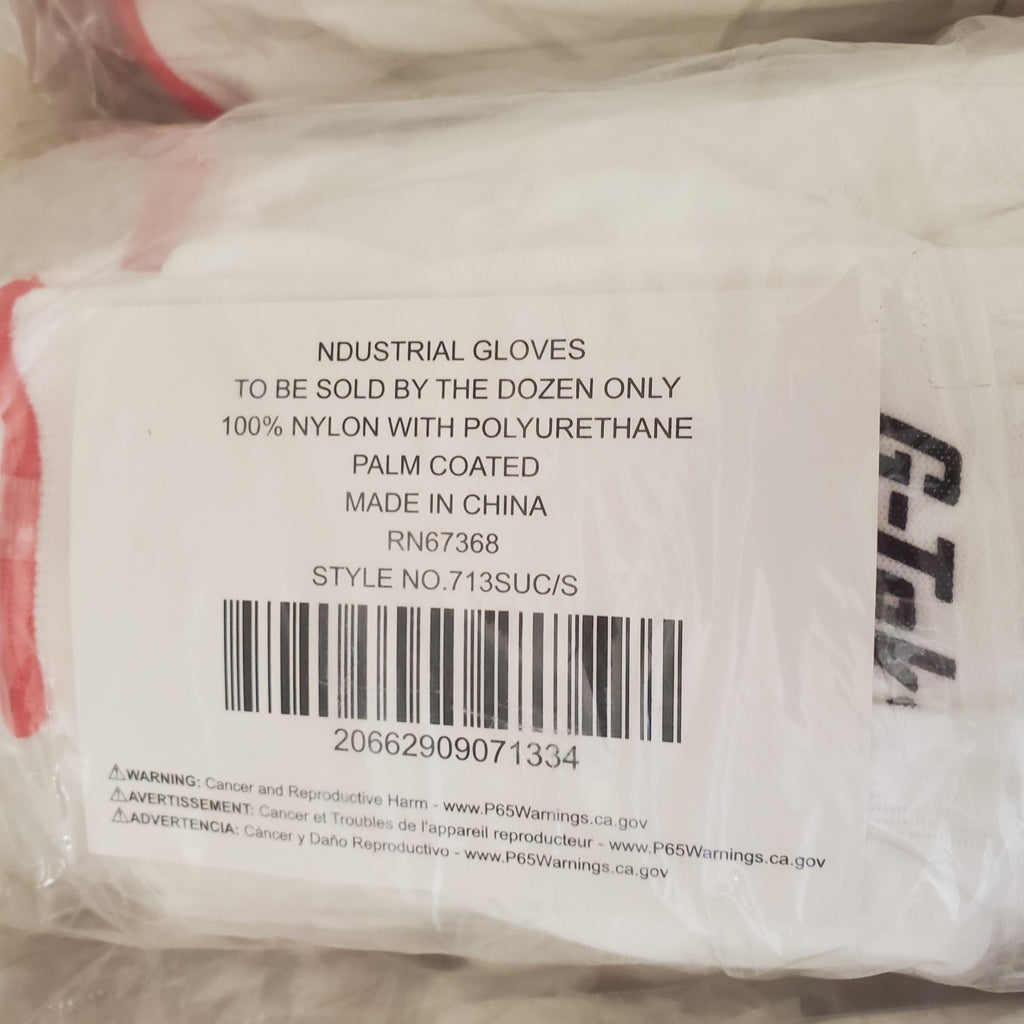 NDUSTRIAL GLOVES
TO BE SOLD BY THE DOZEN ONLY
100% NYLON WITH POLYURETHANE
PALM COATED
MADE IN CHINA
RN67368
STYLE NO.713SUC/S
20662909071334
⚠WARNING: Cancer and Reproductive Harm - www.P65Warnings.ca.gov
⚠AVERTISSEMENT: Cancer et Troubles de l'appareil reproducteur - www.P65Warnings.ca.gov
⚠ADVERTENCIA: Cáncer y Daño Reproductivo - www.P65Warnings.ca.gov